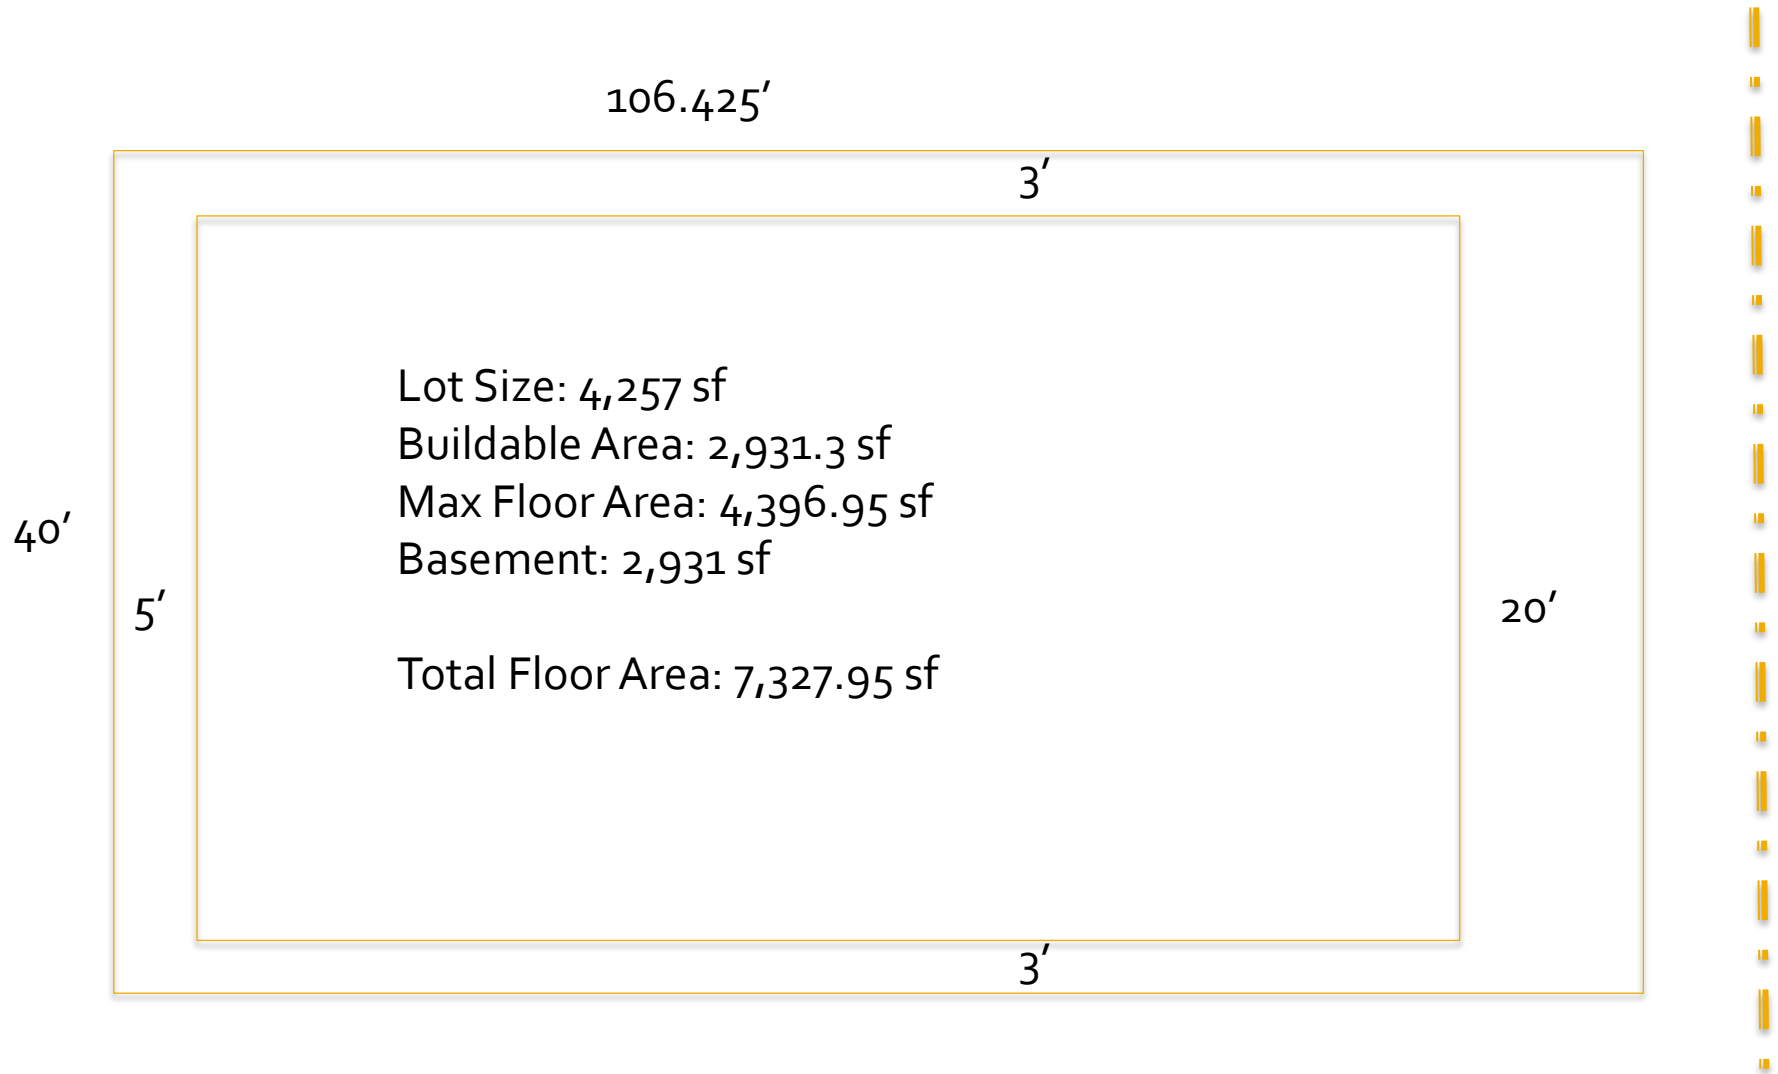 106.425′
3′
Lot Size: 4,257 sf
Buildable Area: 2,931.3 sf
Max Floor Area: 4,396.95 sf
Basement: 2,931 sf
40′
5′
20′
Total Floor Area: 7,327.95 sf
3′